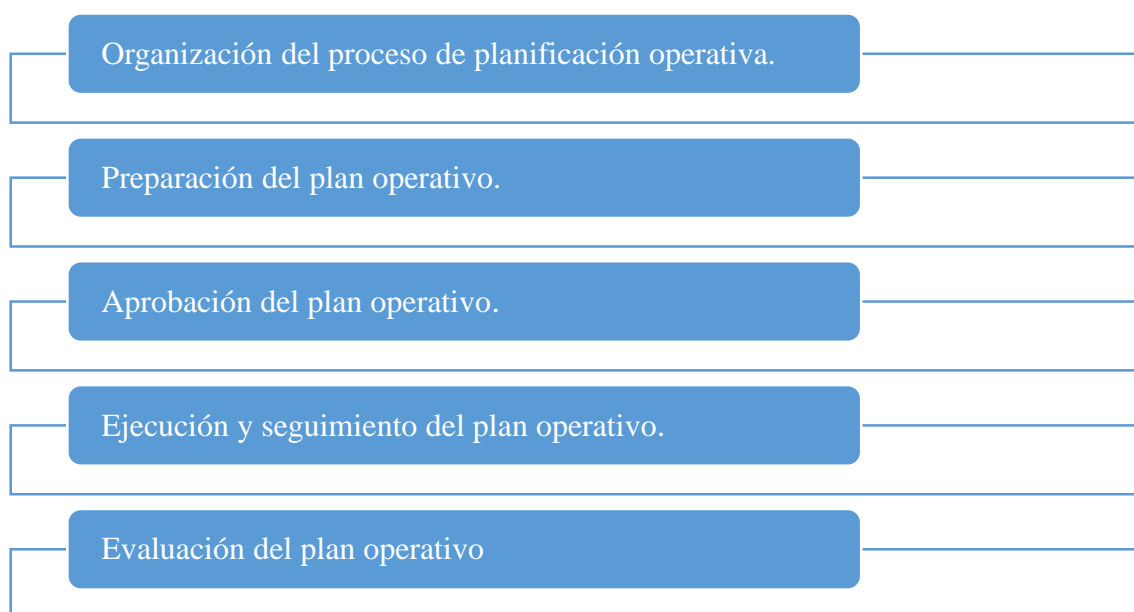 Organización del proceso de planificación operativa.
Preparación del plan operativo.
Aprobación del plan operativo.
Ejecución y seguimiento del plan operativo.
Evaluación del plan operativo